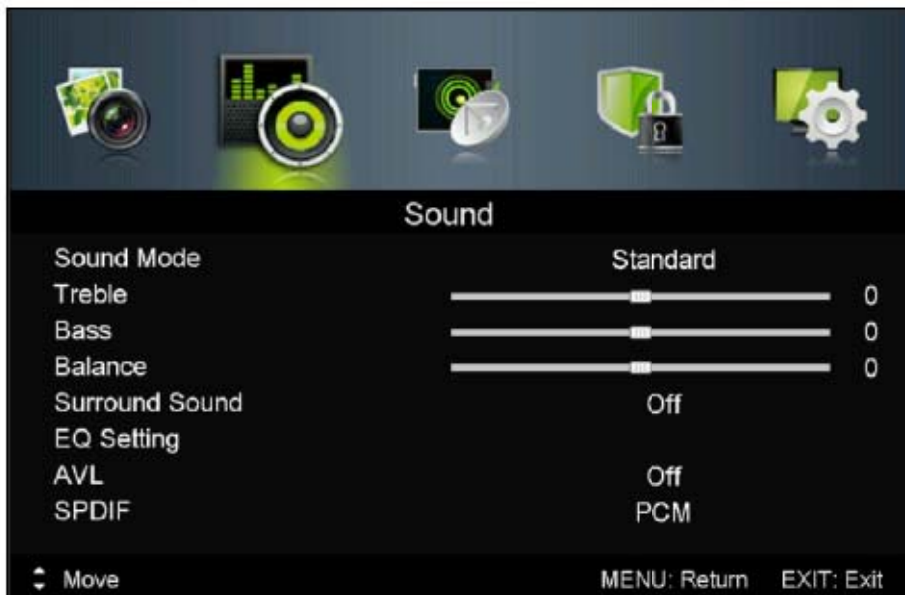 Sound
Sound Mode Standard
Treble 0
Bass 0
Balance 0
Surround Sound Off
EQ Setting
AVL Off
SPDIF PCM
Move MENU: Return EXIT: Exit